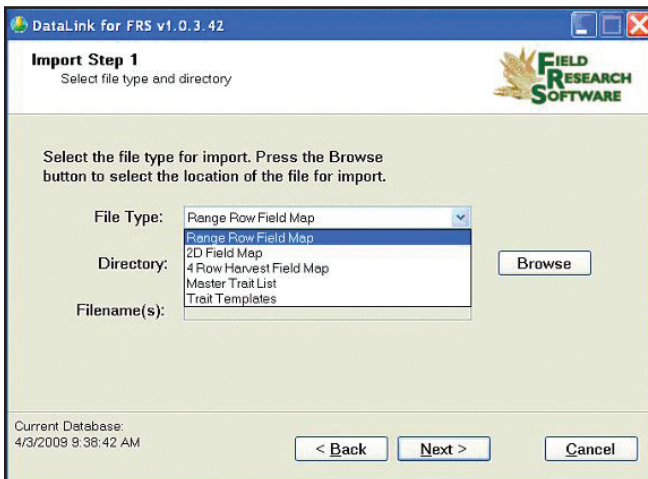 DataLink for FRS v1.0.3.42
Import Step 1
Select file type and directory
FIELD
RESEARCH
SOFTWARE
Select the file type for import. Press the Browse
button to select the location of the file for import.
File Type:
Range Row Field Map
Range Row Field Map
2D Field Map
4 Row Harvest Field Map
Master Trait List
Trait Templates
Directory:
Browse
Filename(s):
Current Database:
4/3/2009 9:38:42 AM
< Back
Next >
Cancel